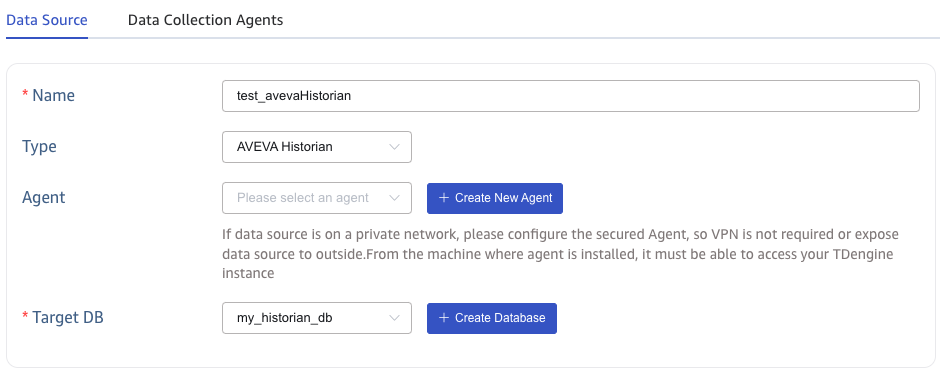 Data Source Data Collection Agents
* Name test_avevaHistorian
Type AVEVA Historian
Agent Please select an agent + Create New Agent
If data source is on a private network, please configure the secured Agent, so VPN is not required or expose
data source to outside.From the machine where agent is installed, it must be able to access your TDengine
instance
* Target DB my_historian_db + Create Database